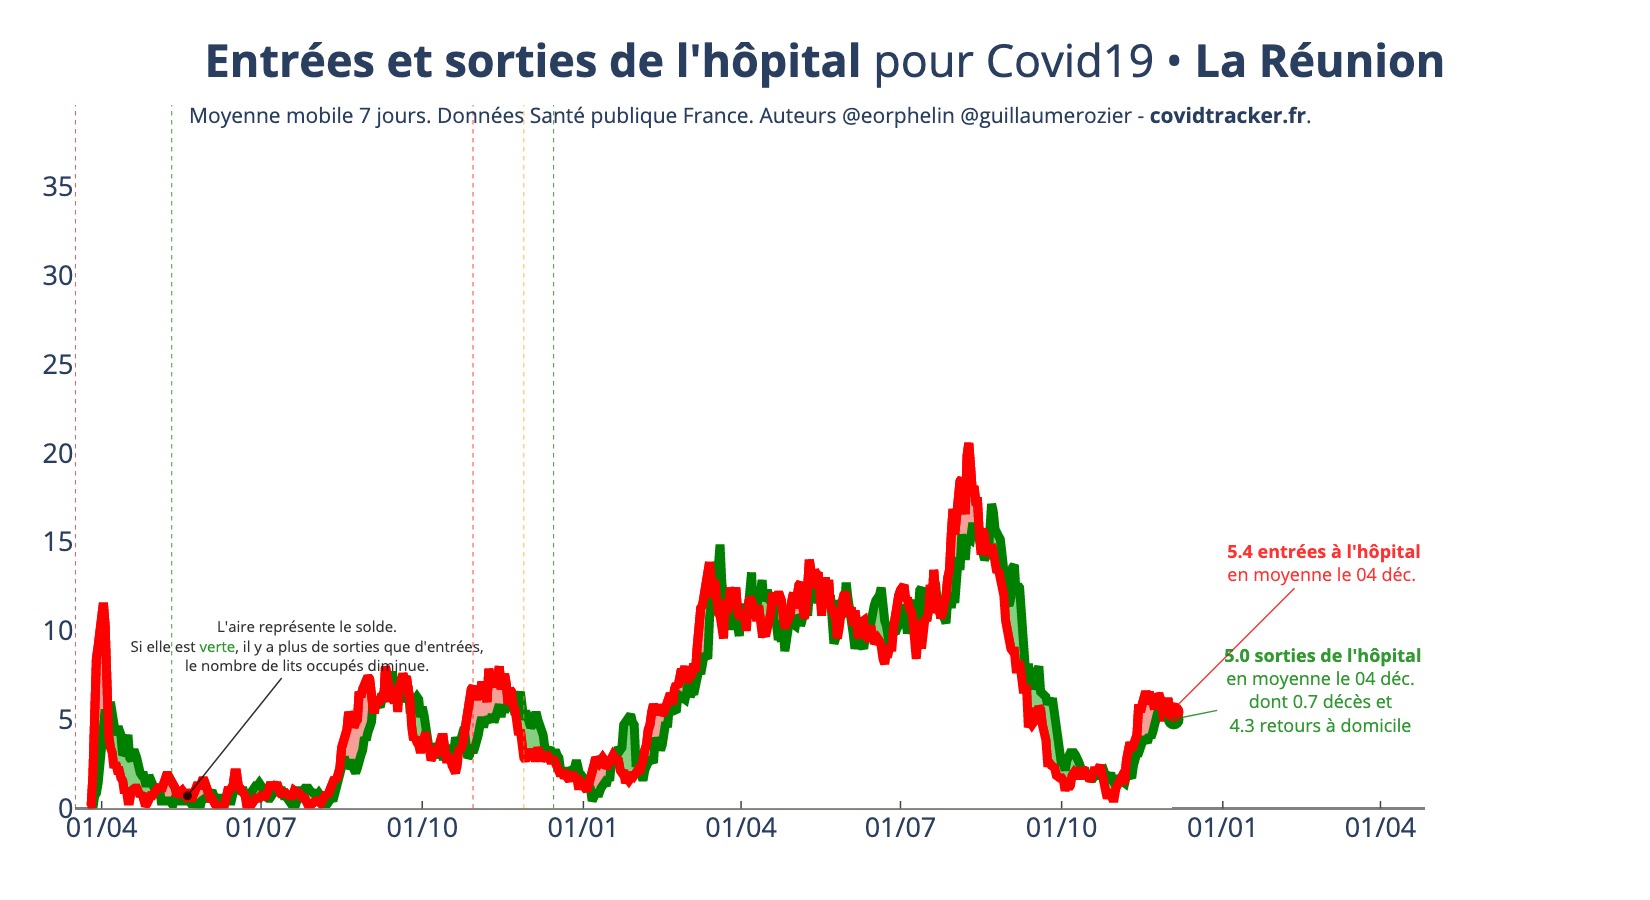 Entrées et sorties de l'hôpital pour Covid19 • La Réunion
Moyenne mobile 7 jours. Données Santé publique France. Auteurs @eorphelin @guillaumerozier - covidtracker.fr.
35
30
25
20
15
10
5
0
L'aire représente le solde.
Si elle est verte, il y a plus de sorties que d'entrées,
le nombre de lits occupés diminue.
5.4 entrées à l'hôpital
en moyenne le 04 déc.
5.0 sorties de l'hôpital
en moyenne le 04 déc.
dont 0.7 décès et
4.3 retours à domicile
01/04 01/07 01/10 01/01 01/04 01/07 01/10 01/01 01/04